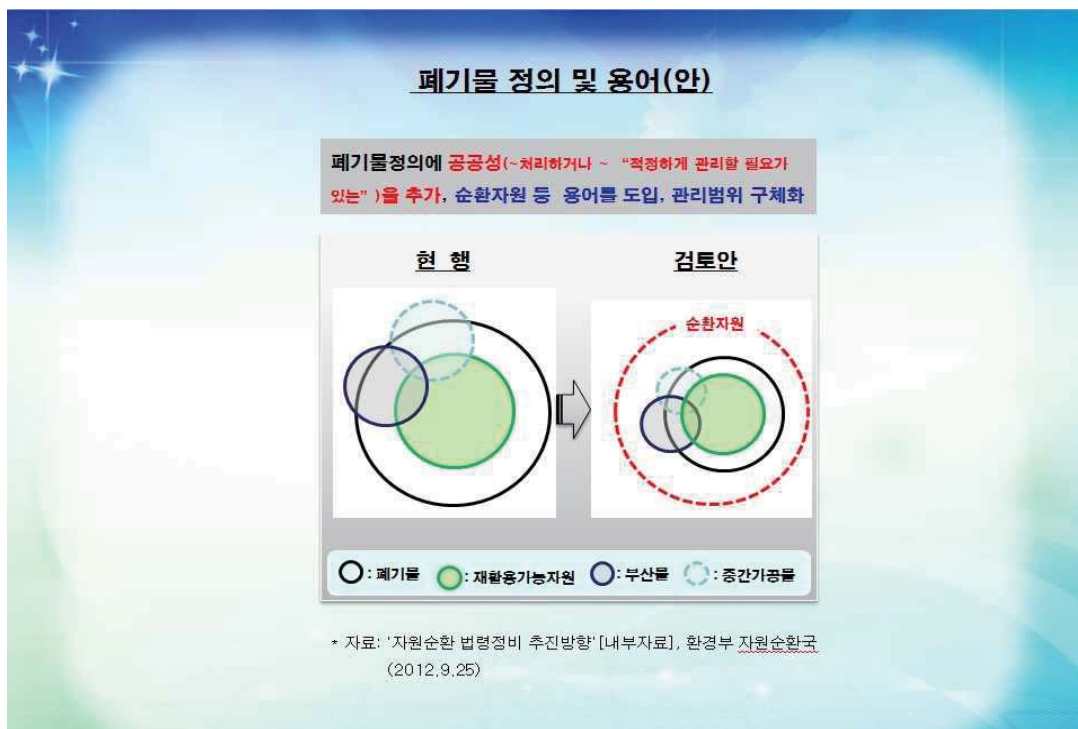 폐기물 정의 및 용어(안)
폐기물정의에 공공성(~처리하거나 ~ “적정하게 관리할 필요가
있는” )을 추가, 순환자원 등 용어를 도입, 관리범위 구체화
현 행
검토안
순환자원
: 폐기물
: 재활용가능자원
: 부산물
: 중간가공물
* 자료: '자원순환 법령정비 추진방향' [내부자료], 환경부 자원순환국
(2012.9.25)